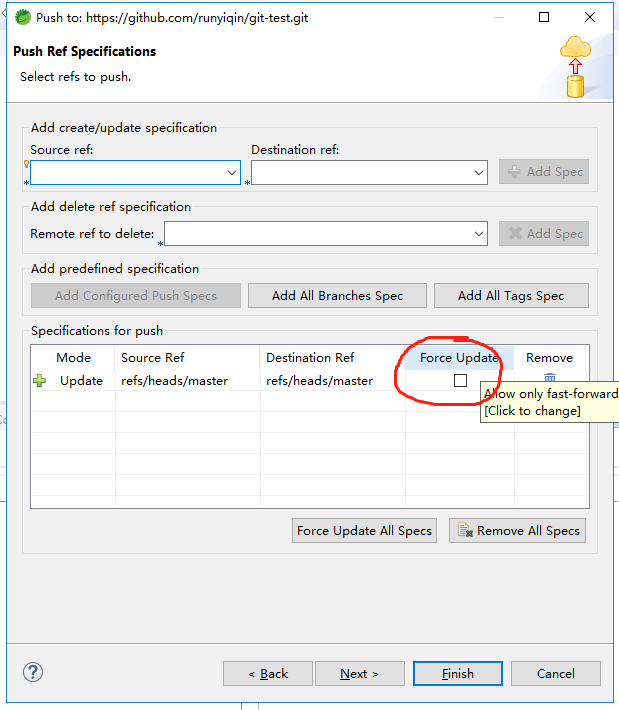 Push to: https://github.com/runyiqin/git-test.git
Push Ref Specifications
Select refs to push.
Add create/update specification
Source ref: Destination ref:
* * Add Spec
Add delete ref specification
Remote ref to delete: * Add Spec
Add predefined specification
Add Configured Push Specs Add All Branches Spec Add All Tags Spec
Specifications for push
Mode Source Ref Destination Ref Force Update Remove
Update refs/heads/master refs/heads/master
Allow only fast-forward
[Click to change]
Force Update All Specs Remove All Specs
? < Back Next > Finish Cancel